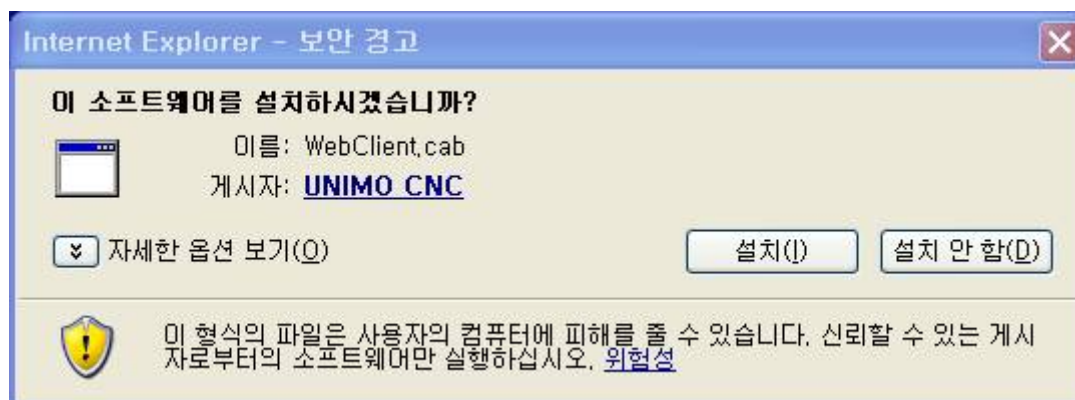 Internet Explorer – 보안 경고
이 소프트웨어를 설치하시겠습니까?
이름: WebClient.cab
게시자: UNIMO CNC
자세한 옵션 보기(O)
설치(I)
설치 안 함(D)
이 형식의 파일은 사용자의 컴퓨터에 피해를 줄 수 있습니다. 신뢰할 수 있는 게시
자로부터의 소프트웨어만 실행하십시오. 위험성